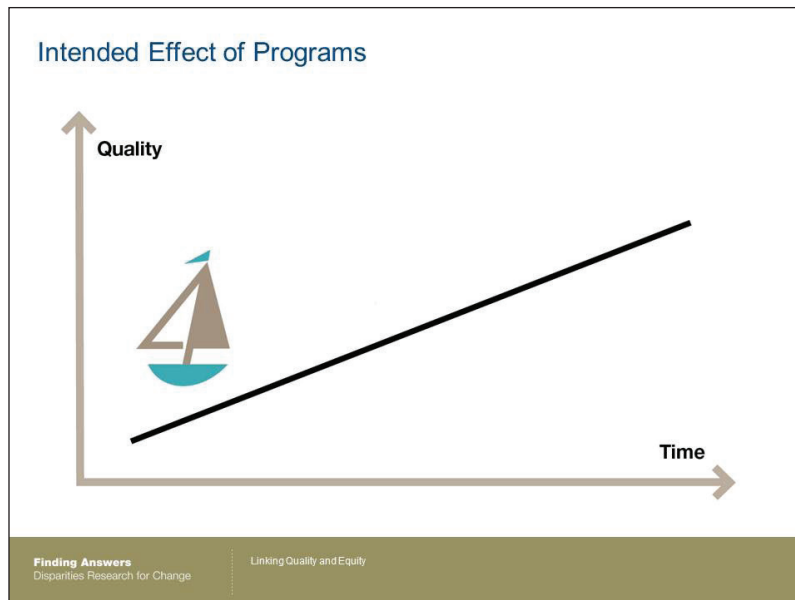 Intended Effect of Programs
Quality
Time
Finding Answers
Disparities Research for Change
Linking Quality and Equity